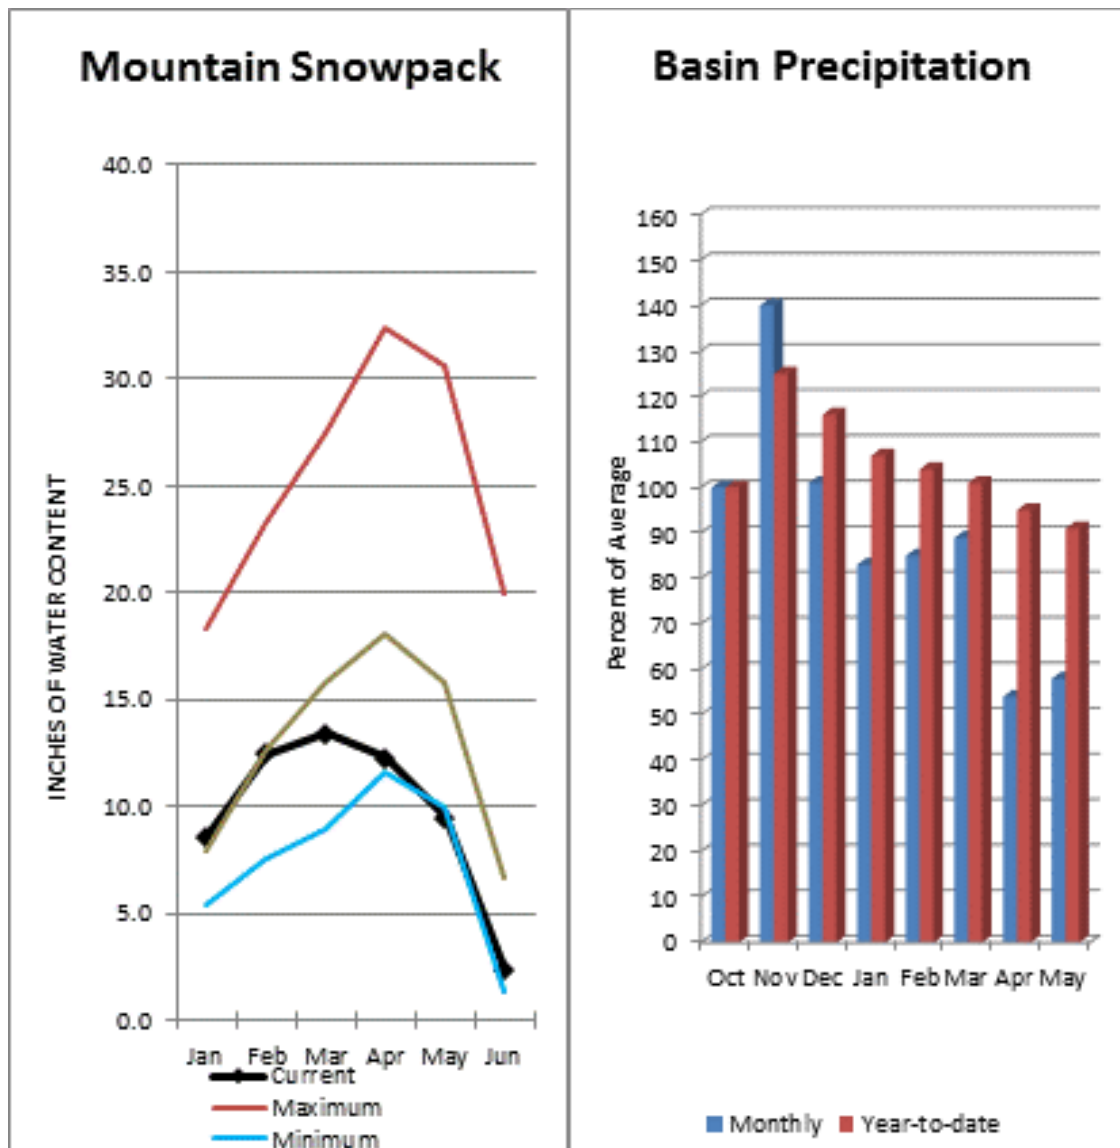 Mountain Snowpack
40.0
35.0
30.0
25.0
20.0
15.0
10.0
5.0
0.0
INCHES OF WATER CONTENT
Jan Feb Mar Apr May Jun
Current
Maximum
Minimum
Basin Precipitation
160
150
140
130
120
110
100
90
80
70
60
50
40
30
20
10
0
Percent of Average
Oct Nov Dec Jan Feb Mar Apr May
Monthly Year-to-date